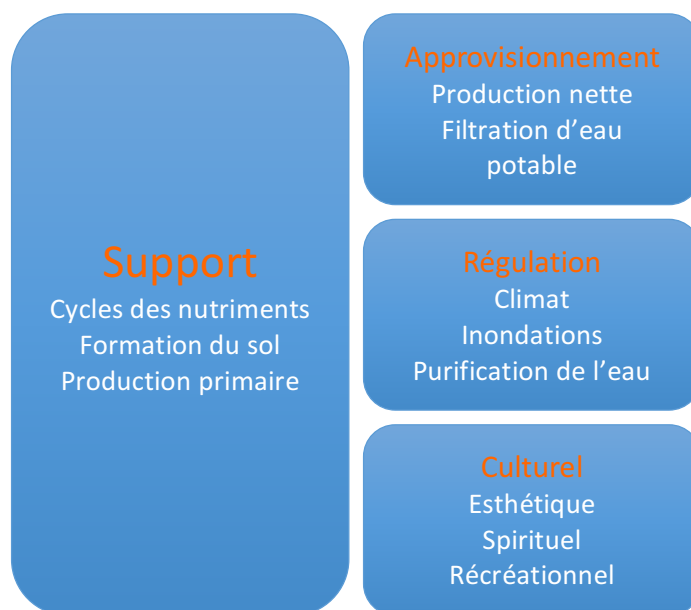 Support
Cycles des nutriments
Formation du sol
Production primaire
Approvisionnement
Production nette
Filtration d’eau
potable
Régulation
Climat
Inondations
Purification de l’eau
Culturel
Esthétique
Spirituel
Récréationnel